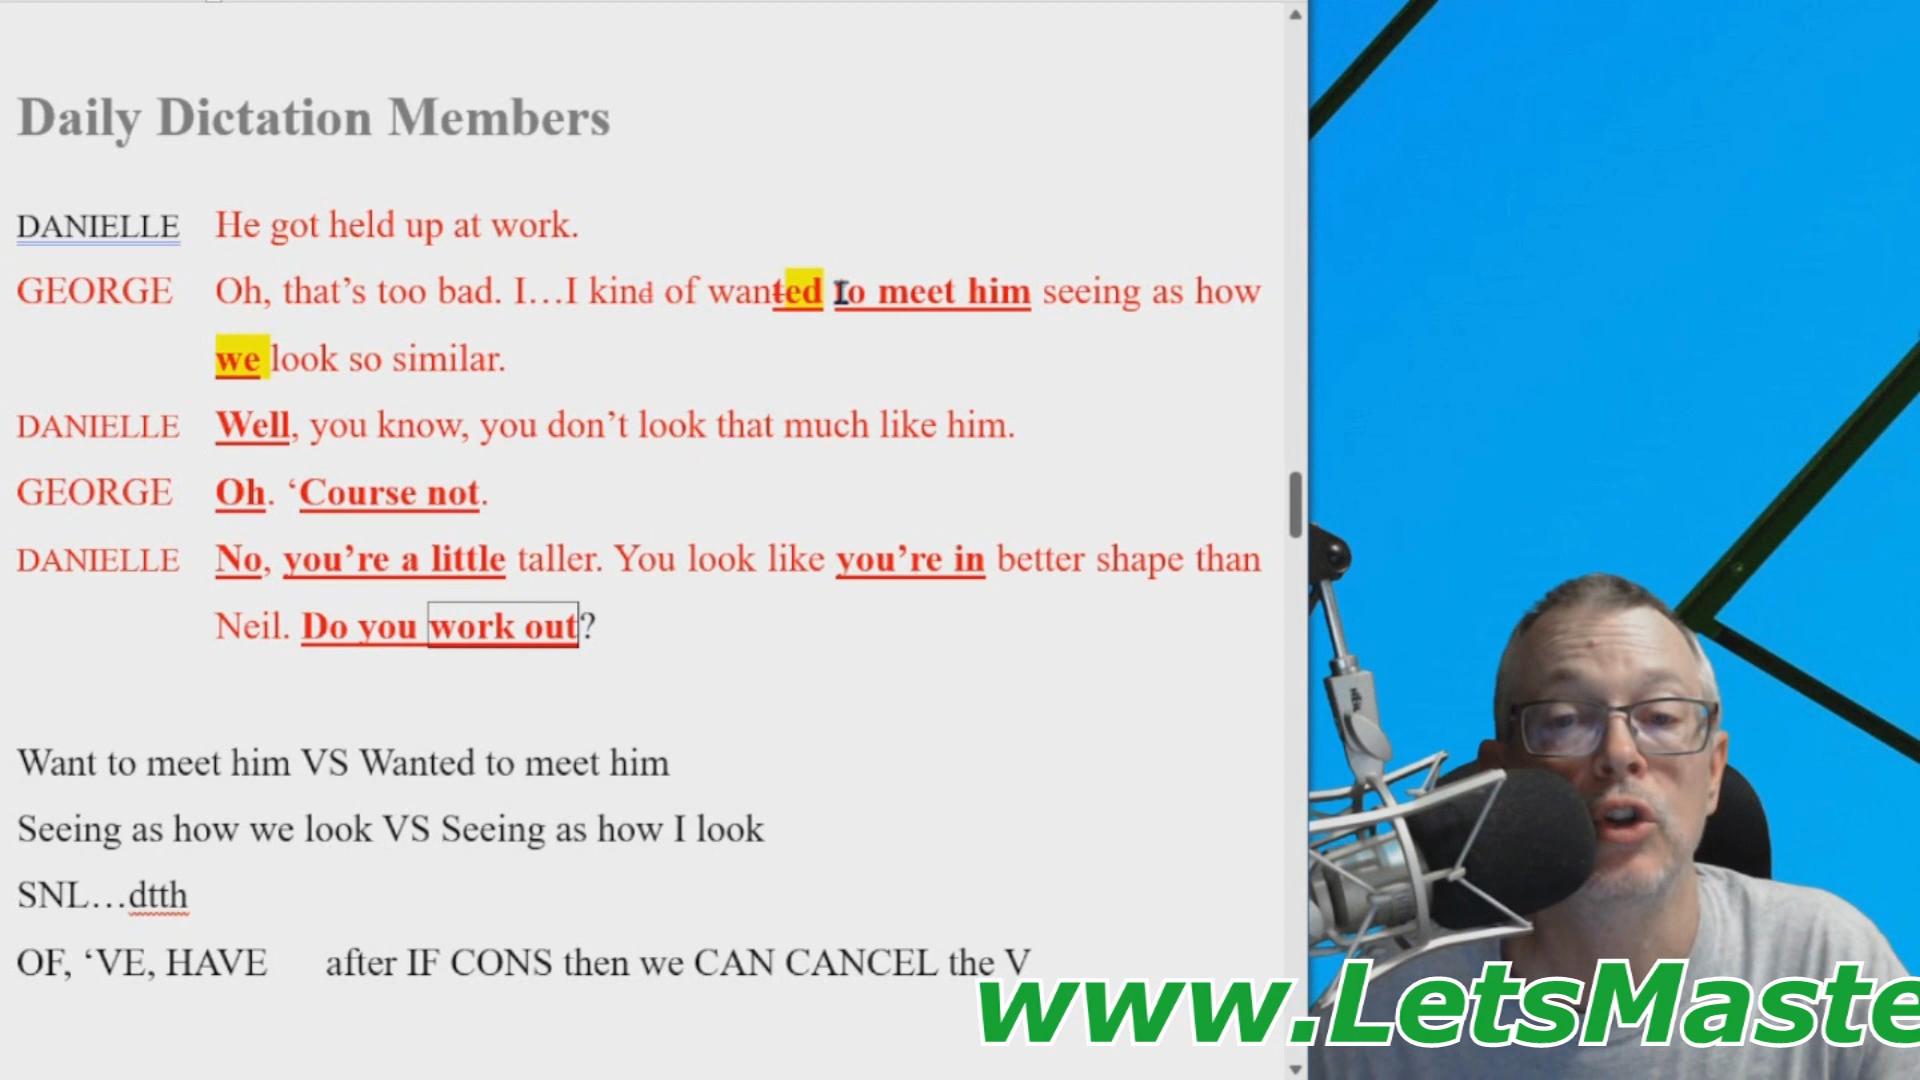 Daily Dictation Members
DANIELLE He got held up at work.
GEORGE Oh, that’s too bad. I…I kind of wanted to meet him seeing as how
we look so similar.
DANIELLE Well, you know, you don’t look that much like him.
GEORGE Oh. ‘Course not.
DANIELLE No, you’re a little taller. You look like you’re in better shape than
Neil. Do you work out?
Want to meet him VS Wanted to meet him
Seeing as how we look VS Seeing as how I look
SNL…dtth
OF, ‘VE, HAVE after IF CONS then we CAN CANCEL the V
www.LetsMaste